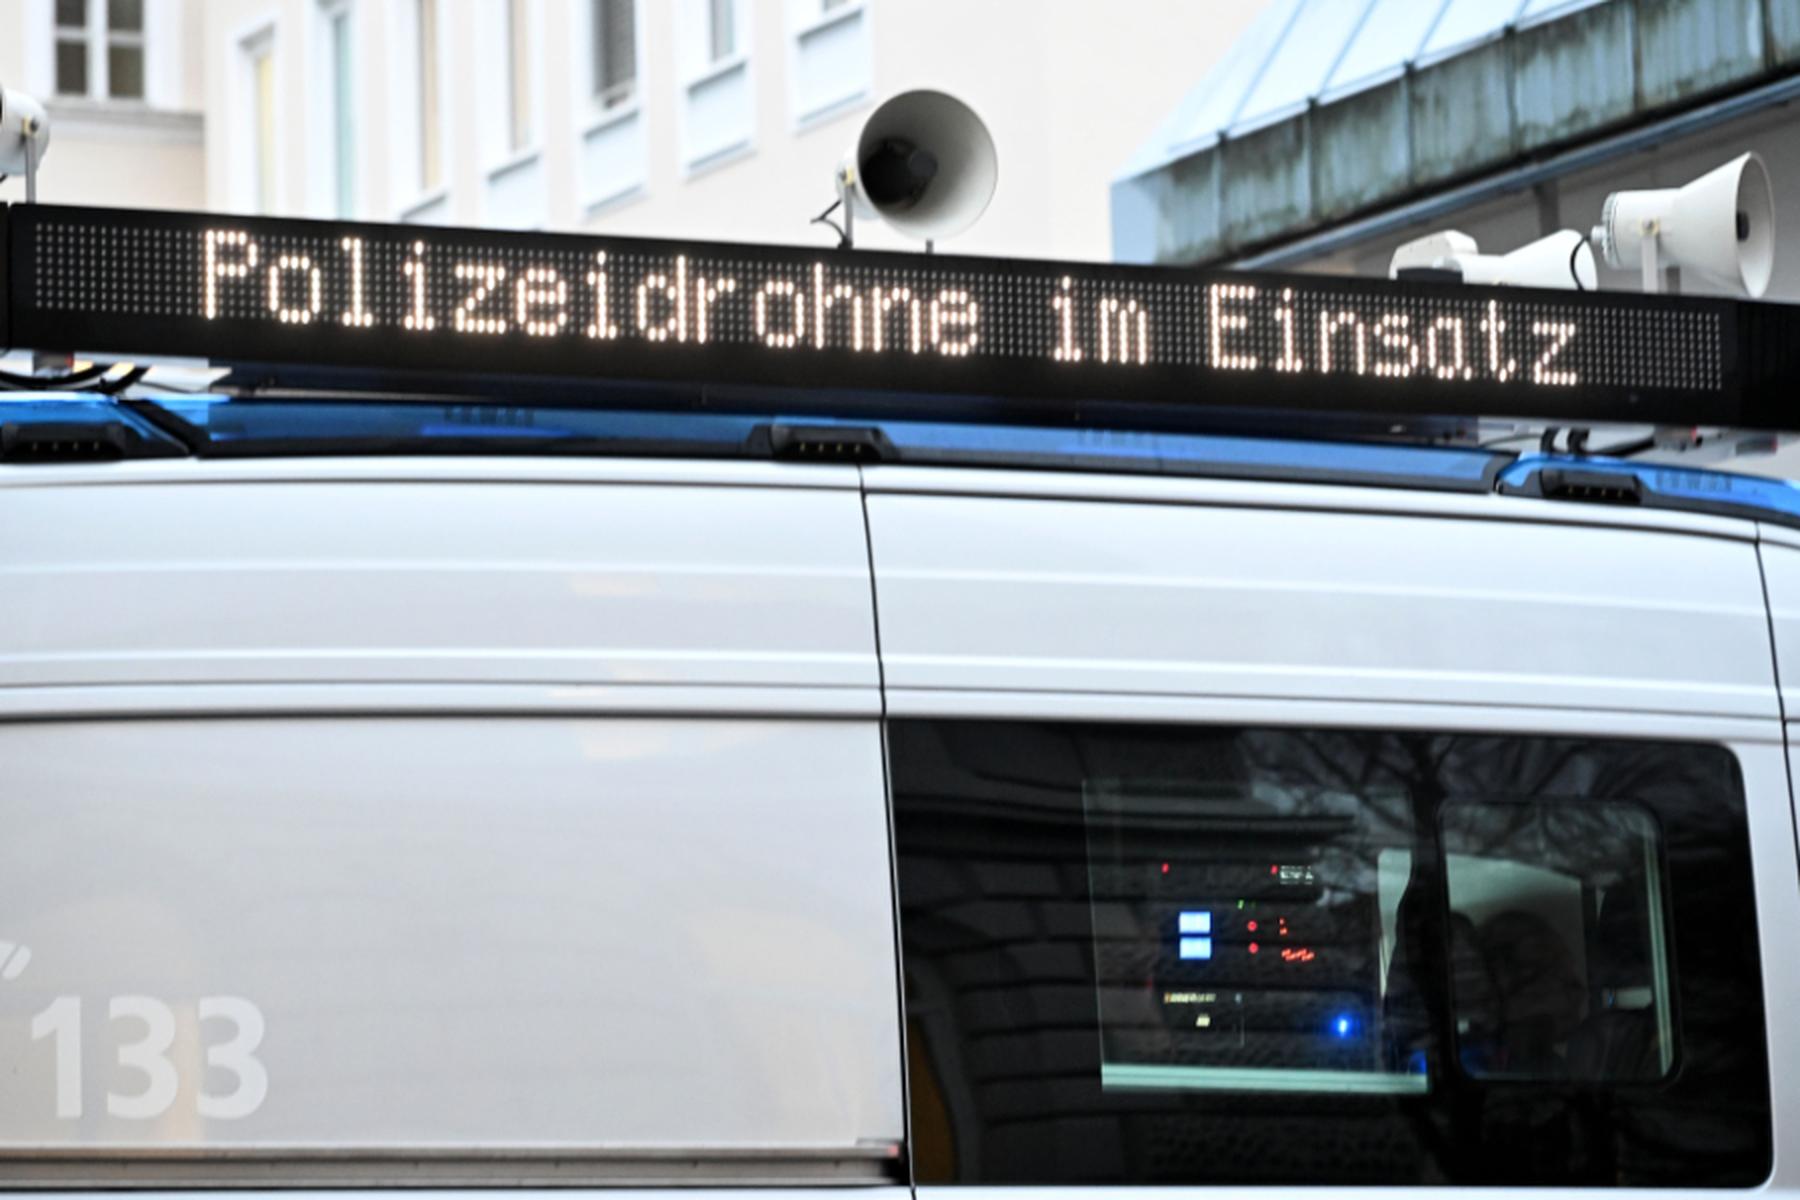 Polizeidrohne im Einsatz
133